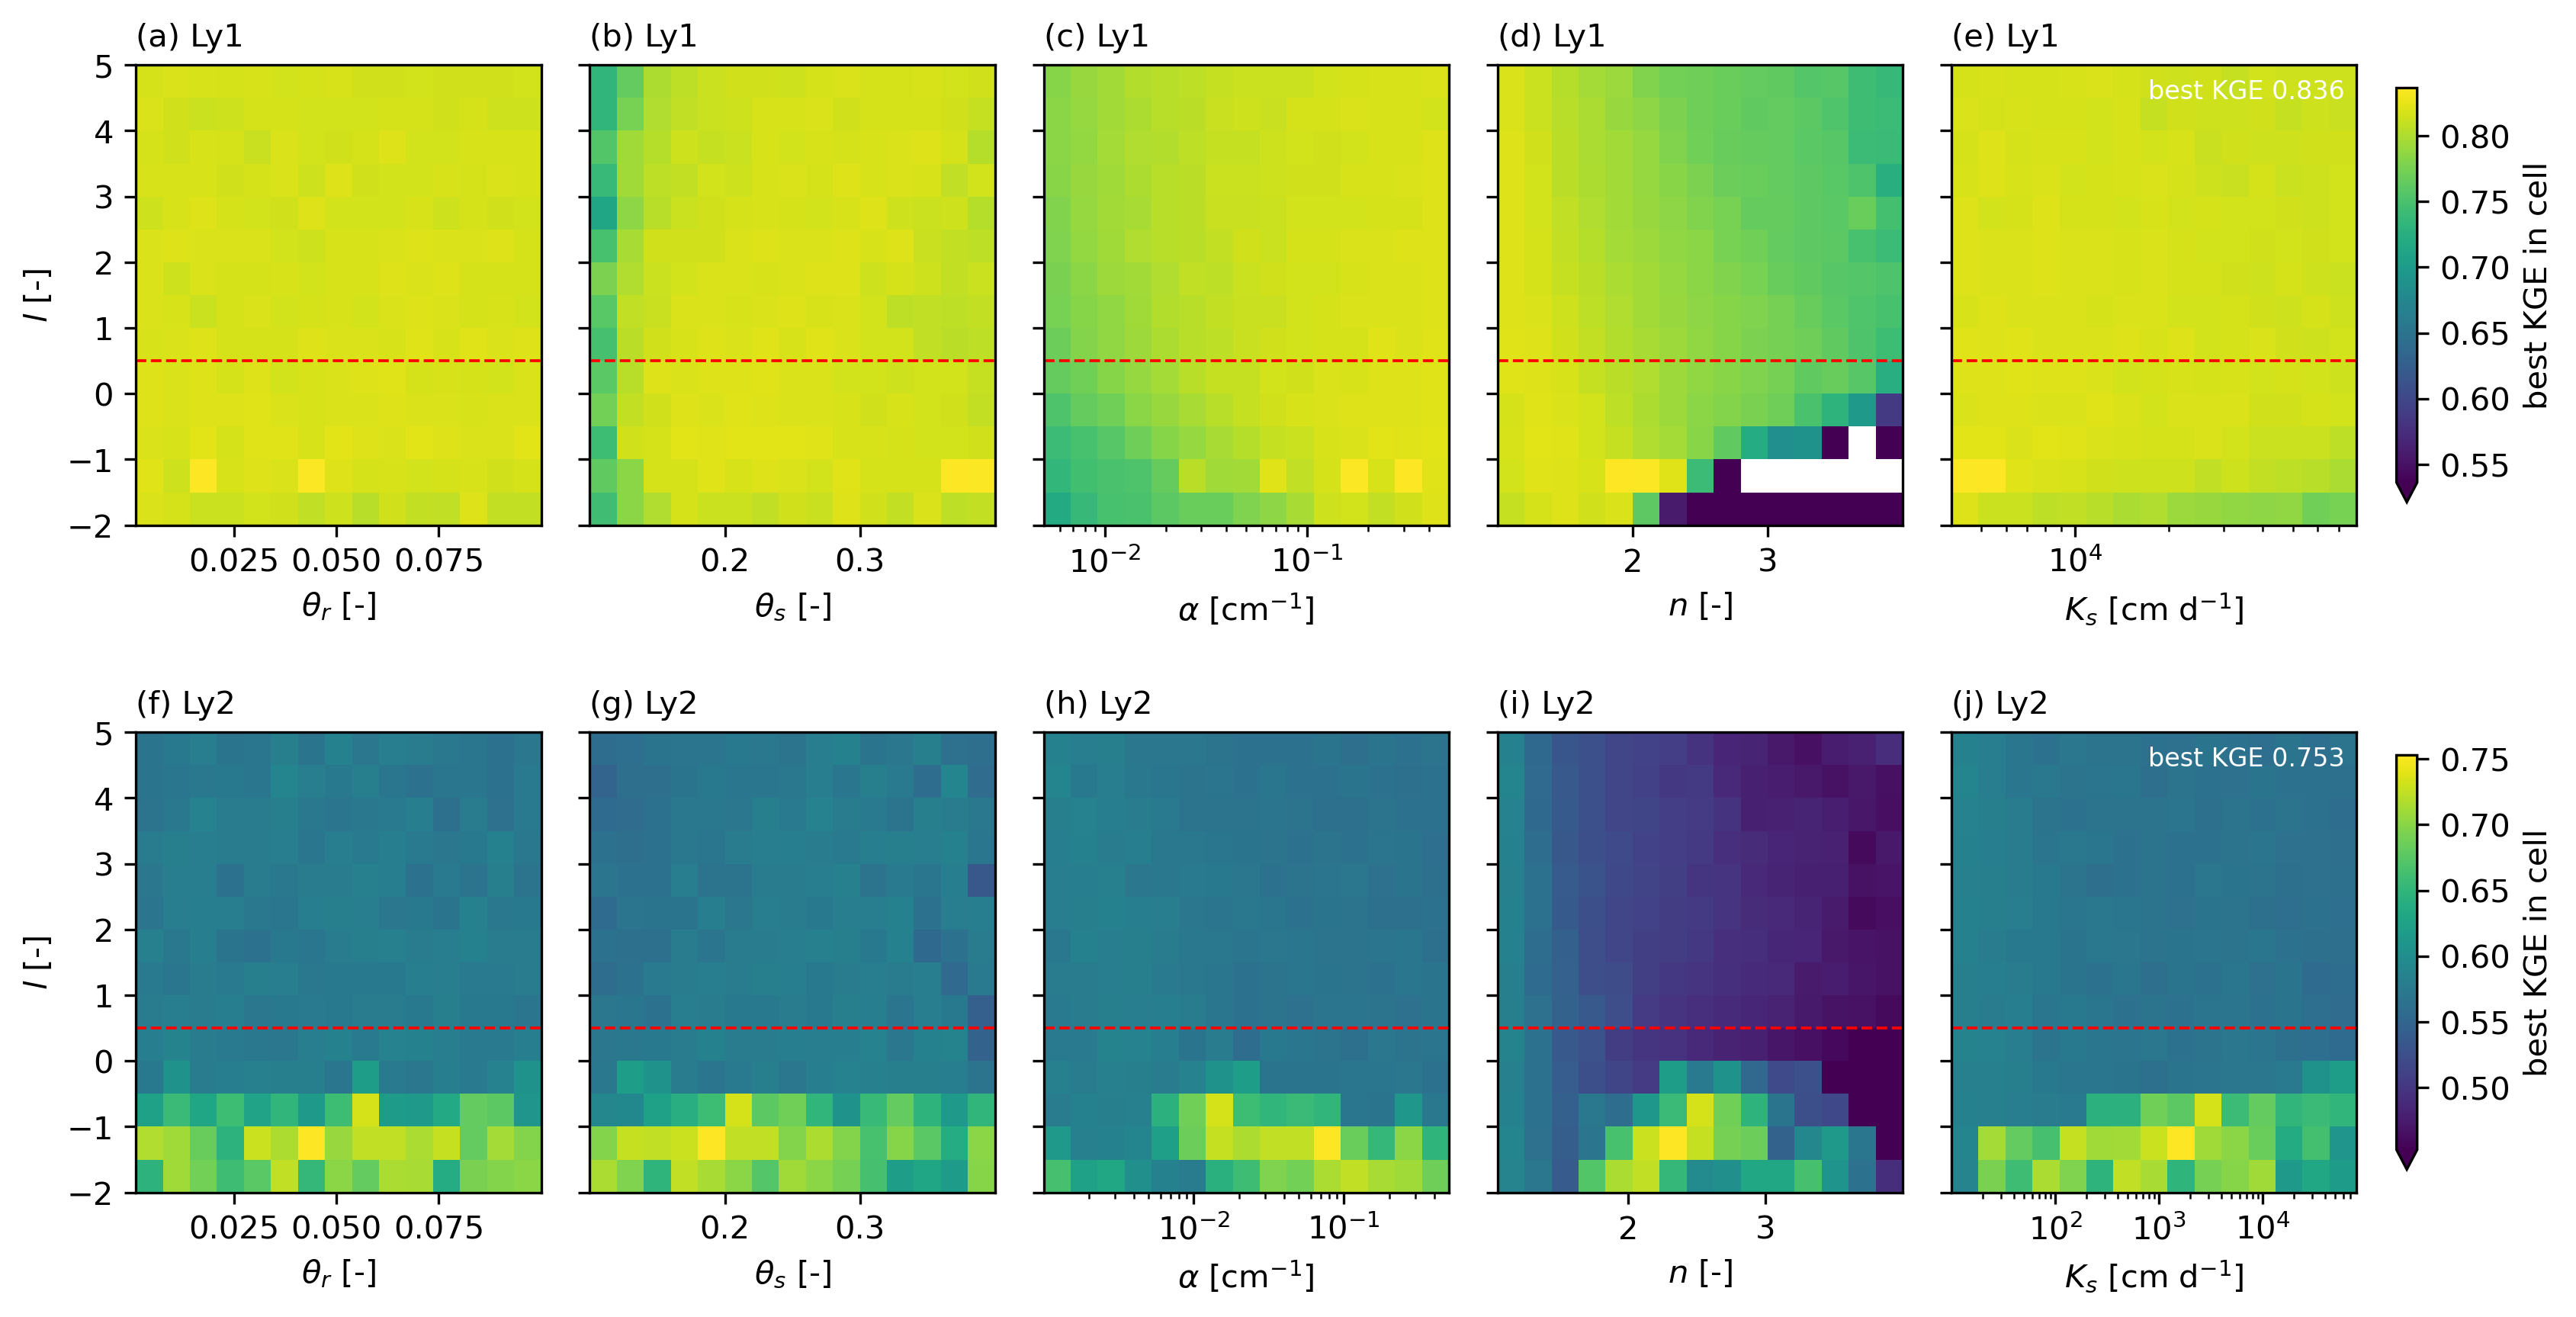 (a) Ly1
(b) Ly1
(c) Ly1
(d) Ly1
(e) Ly1
5
4
3
2
1
0
−1
−2
l [-]
best KGE 0.836
0.80
0.75
0.70
0.65
0.60
0.55
best KGE in cell
0.025 0.050 0.075
0.2 0.3
10⁻² 10⁻¹
2 3
10⁴
θᵣ [-]
θₛ [-]
α [cm⁻¹]
n [-]
Kₛ [cm d⁻¹]
(f) Ly2
(g) Ly2
(h) Ly2
(i) Ly2
(j) Ly2
5
4
3
2
1
0
−1
−2
l [-]
best KGE 0.753
0.75
0.70
0.65
0.60
0.55
0.50
best KGE in cell
0.025 0.050 0.075
0.2 0.3
10⁻² 10⁻¹
2 3
10² 10³ 10⁴
θᵣ [-]
θₛ [-]
α [cm⁻¹]
n [-]
Kₛ [cm d⁻¹]